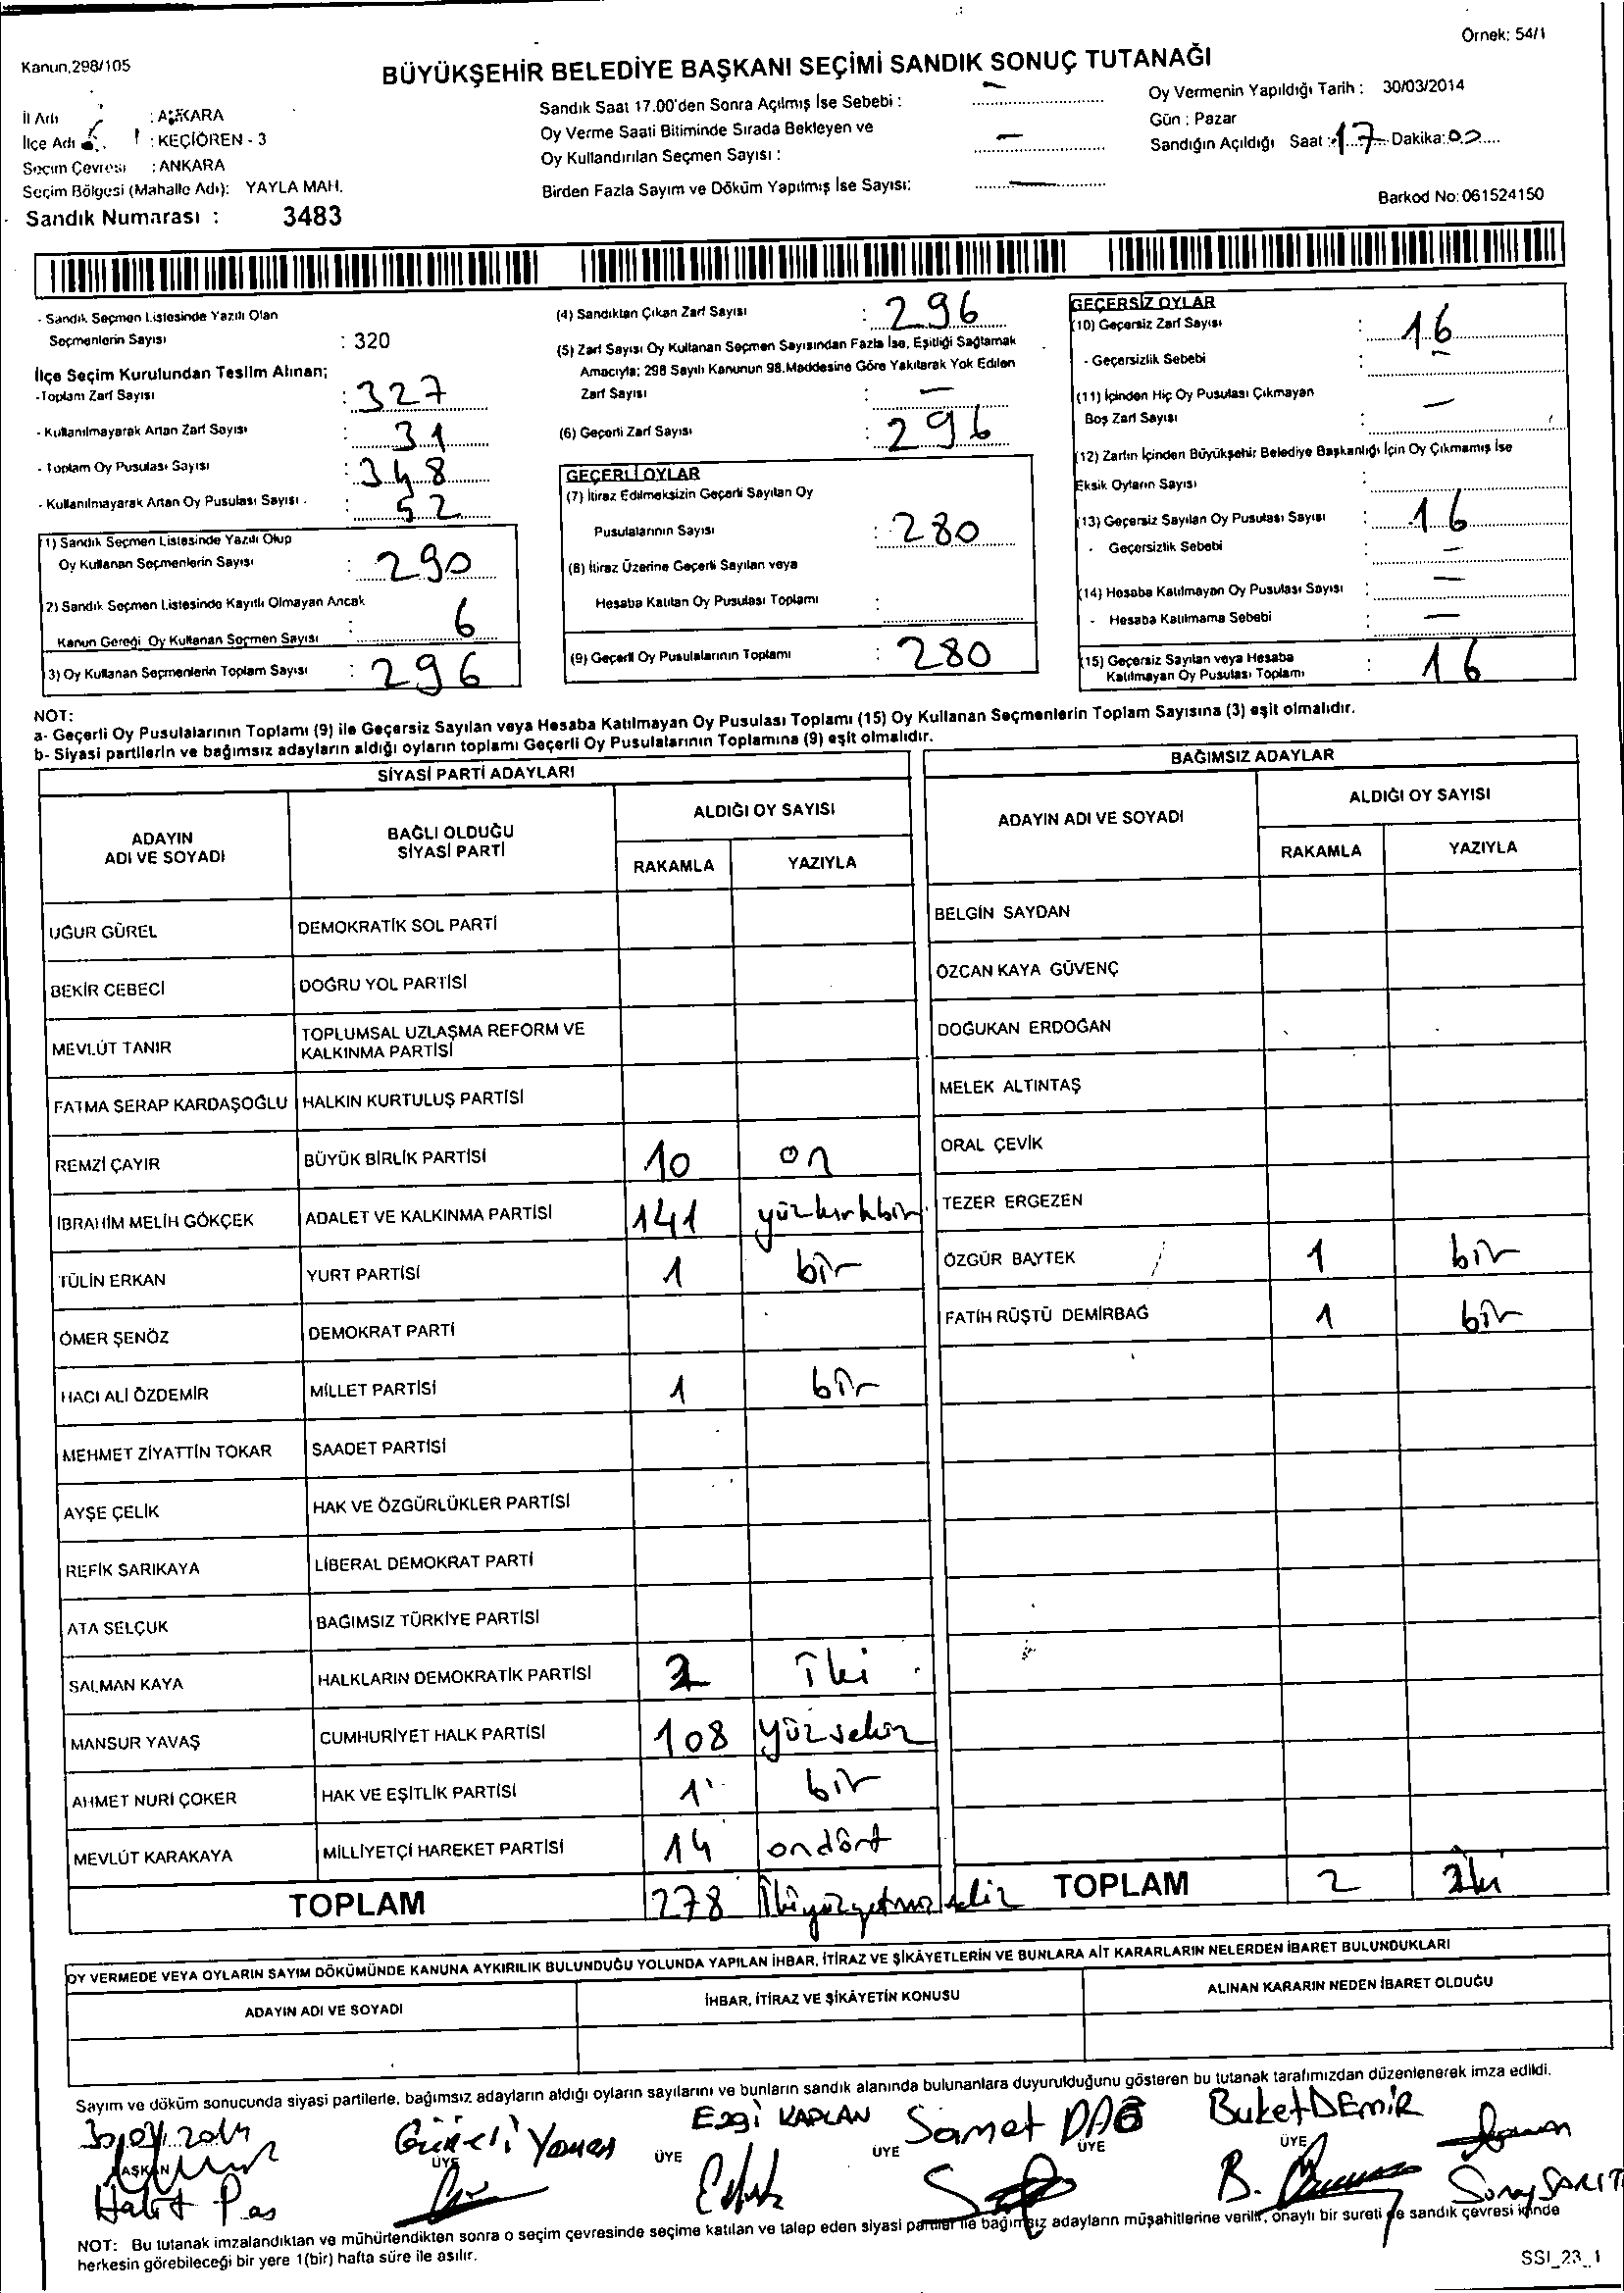 Örnek: 54/1
Kanun,298/105
BÜYÜKŞEHİR BELEDİYE BAŞKANI SEÇİMİ SANDIK SONUÇ TUTANAĞI
İl Adı : ANKARA
İlçe Adı : KEÇİÖREN - 3
Seçim Çevresi : ANKARA
Seçim Bölgesi (Mahalle Adı): YAYLA MAH.
Sandık Numarası : 3483
Sandık Saat 17.00'den Sonra Açılmış İse Sebebi : —
Oy Verme Saati Bitiminde Sırada Bekleyen ve
Oy Kullandırılan Seçmen Sayısı : —
Birden Fazla Sayım ve Döküm Yapılmış İse Sayısı: —
Oy Vermenin Yapıldığı Tarih : 30/03/2014
Gün : Pazar
Sandığın Açıldığı Saat : 17 Dakika: 00
Barkod No: 061524150
- Sandık Seçmen Listesinde Yazılı Olan
Seçmenlerin Sayısı : 320
İlçe Seçim Kurulundan Teslim Alınan;
-Toplam Zarf Sayısı : 327
- Kullanılmayarak Artan Zarf Sayısı : 31
- Toplam Oy Pusulası Sayısı : 348
- Kullanılmayarak Artan Oy Pusulası Sayısı . : 52
1) Sandık Seçmen Listesinde Yazılı Olup
Oy Kullanan Seçmenlerin Sayısı : 290
2) Sandık Seçmen Listesinde Kayıtlı Olmayan Ancak
Kanun Gereği Oy Kullanan Seçmen Sayısı : 6
3) Oy Kullanan Seçmenlerin Toplam Sayısı : 296
(4) Sandıktan Çıkan Zarf Sayısı : 296
(5) Zarf Sayısı Oy Kullanan Seçmen Sayısından Fazla İse, Eşitliği Sağlamak
Amacıyla; 298 Sayılı Kanunun 98.Maddesine Göre Yakılarak Yok Edilen
Zarf Sayısı : —
(6) Geçerli Zarf Sayısı : 296
GEÇERLİ OYLAR
(7) İtiraz Edilmeksizin Geçerli Sayılan Oy
Pusulalarının Sayısı : 280
(8) İtiraz Üzerine Geçerli Sayılan veya
Hesaba Katılan Oy Pusulası Toplamı :
(9) Geçerli Oy Pusulalarının Toplamı : 280
GEÇERSİZ OYLAR
(10) Geçersiz Zarf Sayısı : 16
- Geçersizlik Sebebi : —
(11) İçinden Hiç Oy Pusulası Çıkmayan
Boş Zarf Sayısı : —
(12) Zarfın İçinden Büyükşehir Belediye Başkanlığı İçin Oy Çıkmamış İse
Eksik Oyların Sayısı :
(13) Geçersiz Sayılan Oy Pusulası Sayısı : 16
- Geçersizlik Sebebi : —
(14) Hesaba Katılmayan Oy Pusulası Sayısı : —
- Hesaba Katılmama Sebebi : —
(15) Geçersiz Sayılan veya Hesaba
Katılmayan Oy Pusulası Toplamı : 16
NOT:
a- Geçerli Oy Pusulalarının Toplamı (9) ile Geçersiz Sayılan veya Hesaba Katılmayan Oy Pusulası Toplamı (15) Oy Kullanan Seçmenlerin Toplam Sayısına (3) eşit olmalıdır.
b- Siyasi partilerin ve bağımsız adayların aldığı oyların toplamı Geçerli Oy Pusulalarının Toplamına (9) eşit olmalıdır.
SİYASİ PARTİ ADAYLARI
ADAYIN ADI VE SOYADI
BAĞLI OLDUĞU SİYASİ PARTİ
ALDIĞI OY SAYISI
RAKAMLA YAZIYLA
UĞUR GÜREL DEMOKRATİK SOL PARTİ
BEKİR CEBECİ DOĞRU YOL PARTİSİ
MEVLÜT TANIR TOPLUMSAL UZLAŞMA REFORM VE
KALKINMA PARTİSİ
FATMA SERAP KARDAŞOĞLU HALKIN KURTULUŞ PARTİSİ
REMZİ ÇAYIR BÜYÜK BİRLİK PARTİSİ 10 on
İBRAHİM MELİH GÖKÇEK ADALET VE KALKINMA PARTİSİ 141 yüzkırkbir
TÜLİN ERKAN YURT PARTİSİ 1 bir
ÖMER ŞENÖZ DEMOKRAT PARTİ
HACI ALİ ÖZDEMİR MİLLET PARTİSİ 1 bir
MEHMET ZİYATTİN TOKAR SAADET PARTİSİ
AYŞE ÇELİK HAK VE ÖZGÜRLÜKLER PARTİSİ
REFİK SARIKAYA LİBERAL DEMOKRAT PARTİ
ATA SELÇUK BAĞIMSIZ TÜRKİYE PARTİSİ
SALMAN KAYA HALKLARIN DEMOKRATİK PARTİSİ 2 iki
MANSUR YAVAŞ CUMHURİYET HALK PARTİSİ 108 yüzsekiz
AHMET NURİ ÇOKER HAK VE EŞİTLİK PARTİSİ 1 bir
MEVLÜT KARAKAYA MİLLİYETÇİ HAREKET PARTİSİ 14 ondört
TOPLAM 278 ikiyüzyetmişsekiz
BAĞIMSIZ ADAYLAR
ADAYIN ADI VE SOYADI
ALDIĞI OY SAYISI
RAKAMLA YAZIYLA
BELGİN SAYDAN
ÖZCAN KAYA GÜVENÇ
DOĞUKAN ERDOĞAN
MELEK ALTINTAŞ
ORAL ÇEVİK
TEZER ERGEZEN
ÖZGÜR BAYTEK 1 bir
FATİH RÜŞTÜ DEMİRBAĞ 1 bir
TOPLAM 2 iki
OY VERMEDE VEYA OYLARIN SAYIM DÖKÜMÜNDE KANUNA AYKIRILIK BULUNDUĞU YOLUNDA YAPILAN İHBAR, İTİRAZ VE ŞİKÂYETLERİN VE BUNLARA AİT KARARLARIN NELERDEN İBARET BULUNDUKLARI
ADAYIN ADI VE SOYADI İHBAR, İTİRAZ VE ŞİKÂYETİN KONUSU ALINAN KARARIN NEDEN İBARET OLDUĞU
Sayım ve döküm sonucunda siyasi partilerle, bağımsız adayların aldığı oyların sayılarını ve bunların sandık alanında bulunanlara duyurulduğunu gösteren bu tutanak tarafımızdan düzenlenerek imza edildi.
Ezgi KAPLAN Samet DAĞ Buket DEMİR
BAŞKAN ÜYE ÜYE ÜYE ÜYE ÜYE
Halit Pas
NOT: Bu tutanak imzalandıktan ve mühürlendikten sonra o seçim çevresinde seçime katılan ve talep eden siyasi partiler ile bağımsız adayların müşahitlerine verilir, onaylı bir sureti de sandık çevresi içinde
herkesin görebileceği bir yere 1(bir) hafta süre ile asılır.
SSI_23_1